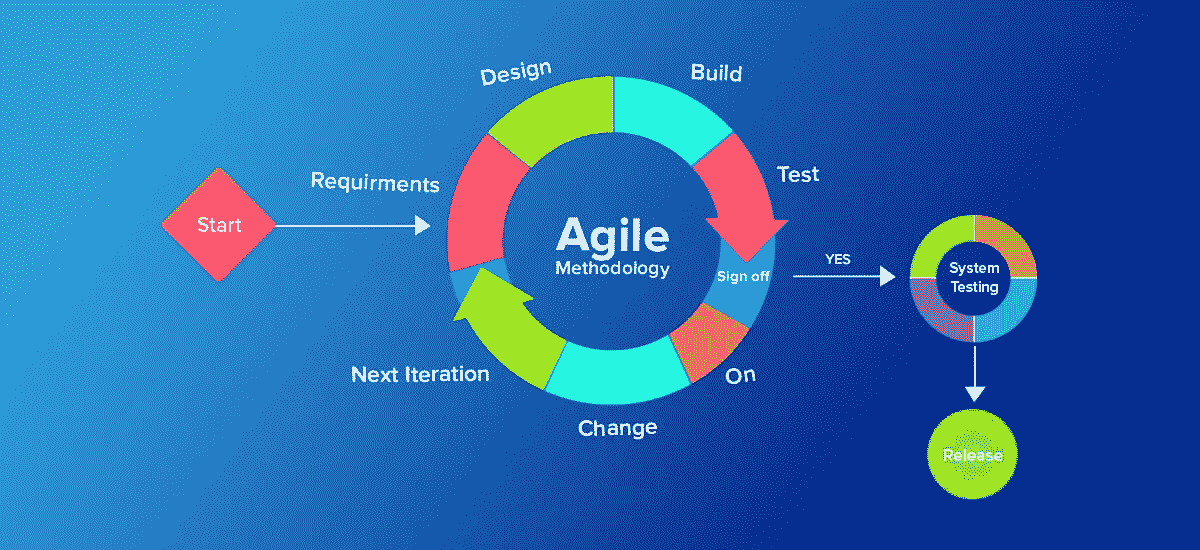 Design
Build
Requirments
Test
Start
Agile
Methodology
Sign off
YES
System
Testing
Next Iteration
On
Change
Release